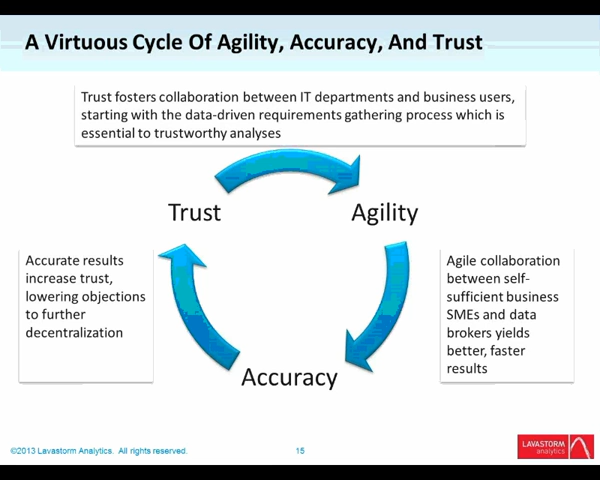 A Virtuous Cycle Of Agility, Accuracy, And Trust
Trust fosters collaboration between IT departments and business users,
starting with the data-driven requirements gathering process which is
essential to trustworthy analyses
Trust
Agility
Accurate results
increase trust,
lowering objections
to further
decentralization
Agile collaboration
between self-
sufficient business
SMEs and data
brokers yields
better, faster
results
Accuracy
©2013 Lavastorm Analytics. All rights reserved.
15
LAVASTORM
analytics